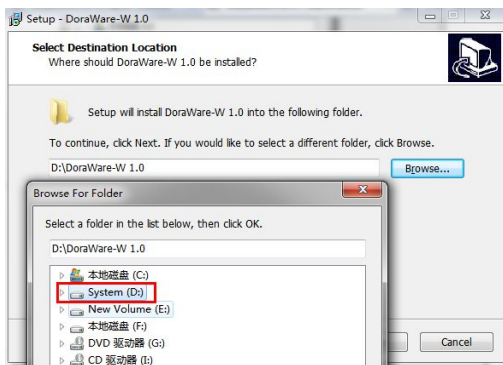 Setup - DoraWare-W 1.0
Select Destination Location
Where should DoraWare-W 1.0 be installed?
Setup will install DoraWare-W 1.0 into the following folder.
To continue, click Next. If you would like to select a different folder, click Browse.
D:\DoraWare-W 1.0
Browse...
Browse For Folder
Select a folder in the list below, then click OK.
D:\DoraWare-W 1.0
本地磁盘 (C:)
System (D:)
New Volume (E:)
本地磁盘 (F:)
DVD 驱动器 (G:)
Cancel
CD 驱动器 (I:)